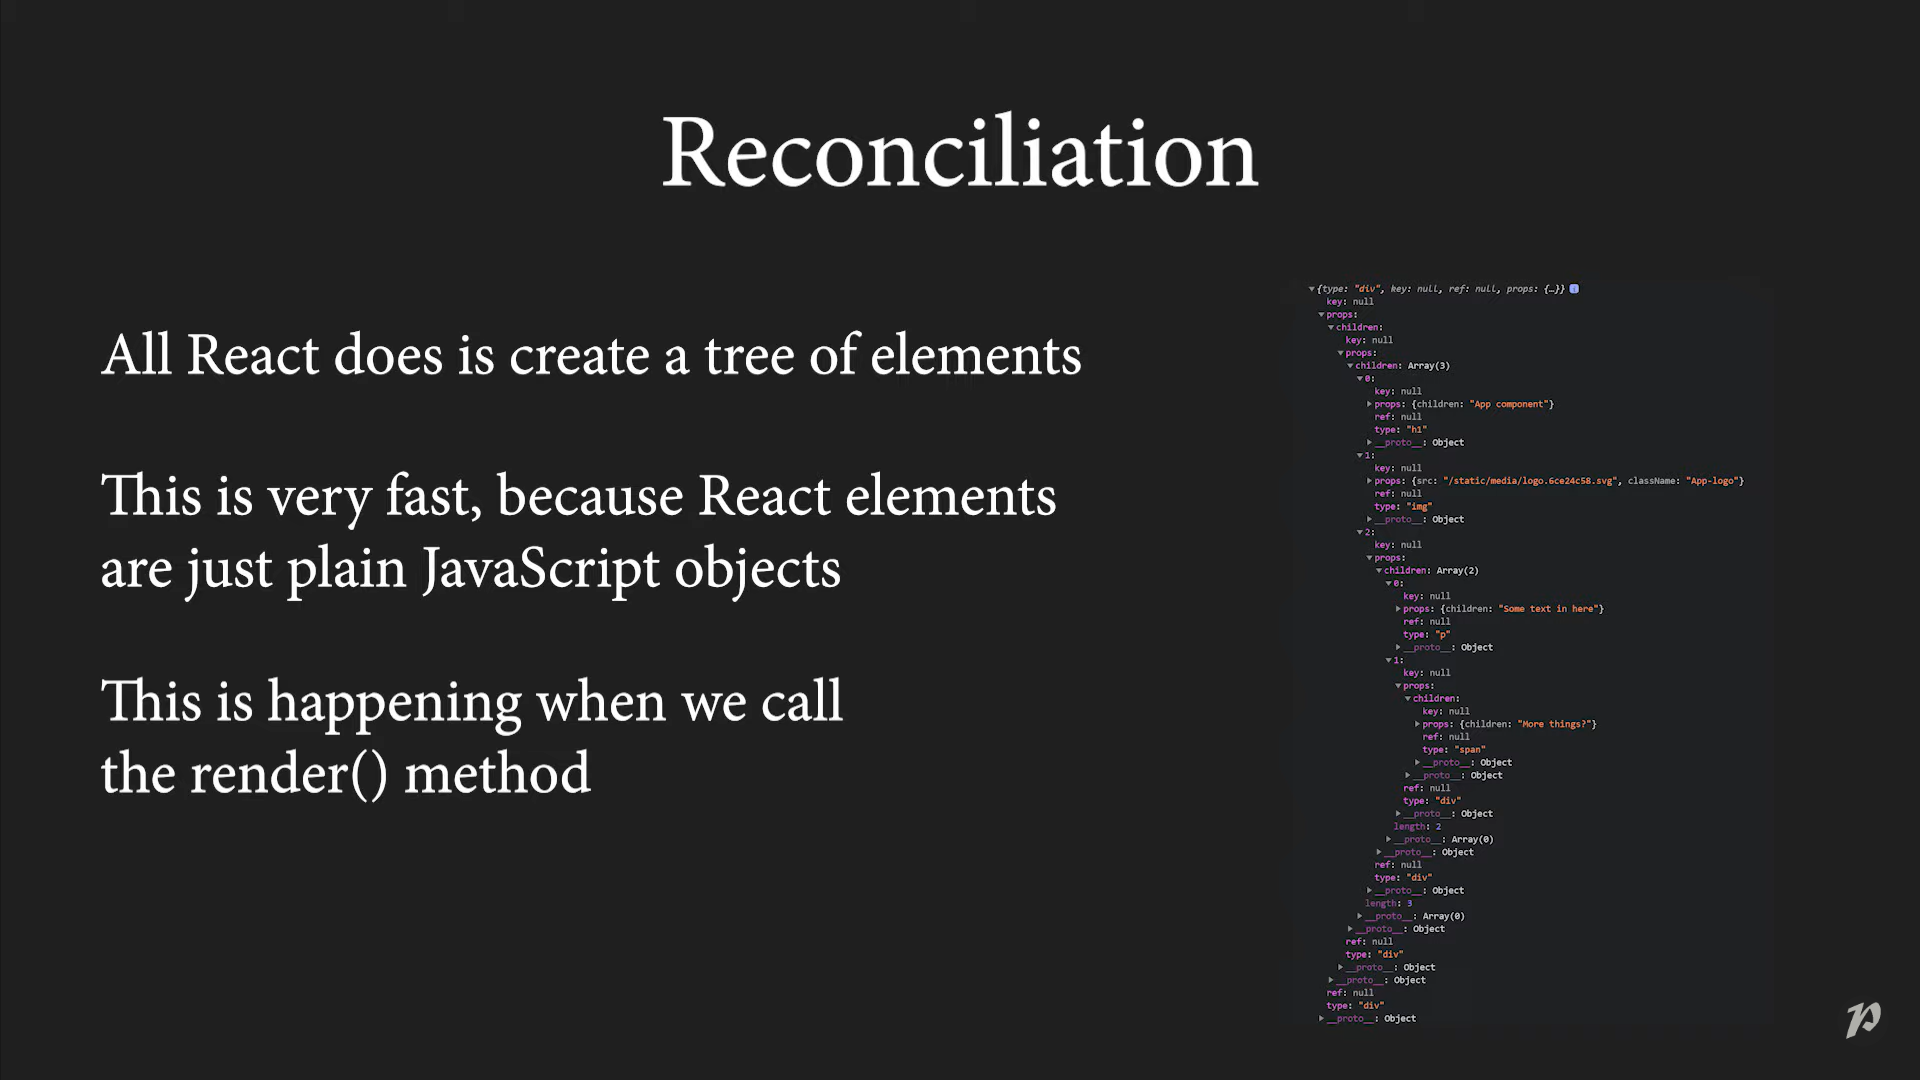 Reconciliation
All React does is create a tree of elements
This is very fast, because React elements
are just plain JavaScript objects
This is happening when we call
the render() method
▼{type: "div", key: null, ref: null, props: {…}} i
key: null
▼props:
▼children:
key: null
▼props:
▼children: Array(3)
▼0:
key: null
▶props: {children: "App component"}
ref: null
type: "h1"
▶__proto__: Object
▼1:
key: null
▶props: {src: "/static/media/logo.6ce24c58.svg", className: "App-logo"}
ref: null
type: "img"
▶__proto__: Object
▼2:
key: null
▼props:
▼children: Array(2)
▼0:
key: null
▶props: {children: "Some text in here"}
ref: null
type: "p"
▶__proto__: Object
▼1:
key: null
▼props:
▼children:
key: null
▶props: {children: "More things?"}
ref: null
type: "span"
▶__proto__: Object
▶__proto__: Object
ref: null
type: "div"
▶__proto__: Object
length: 2
▶__proto__: Array(0)
▶__proto__: Object
ref: null
type: "div"
▶__proto__: Object
length: 3
▶__proto__: Array(0)
▶__proto__: Object
ref: null
type: "div"
▶__proto__: Object
▶__proto__: Object
ref: null
type: "div"
▶__proto__: Object
p